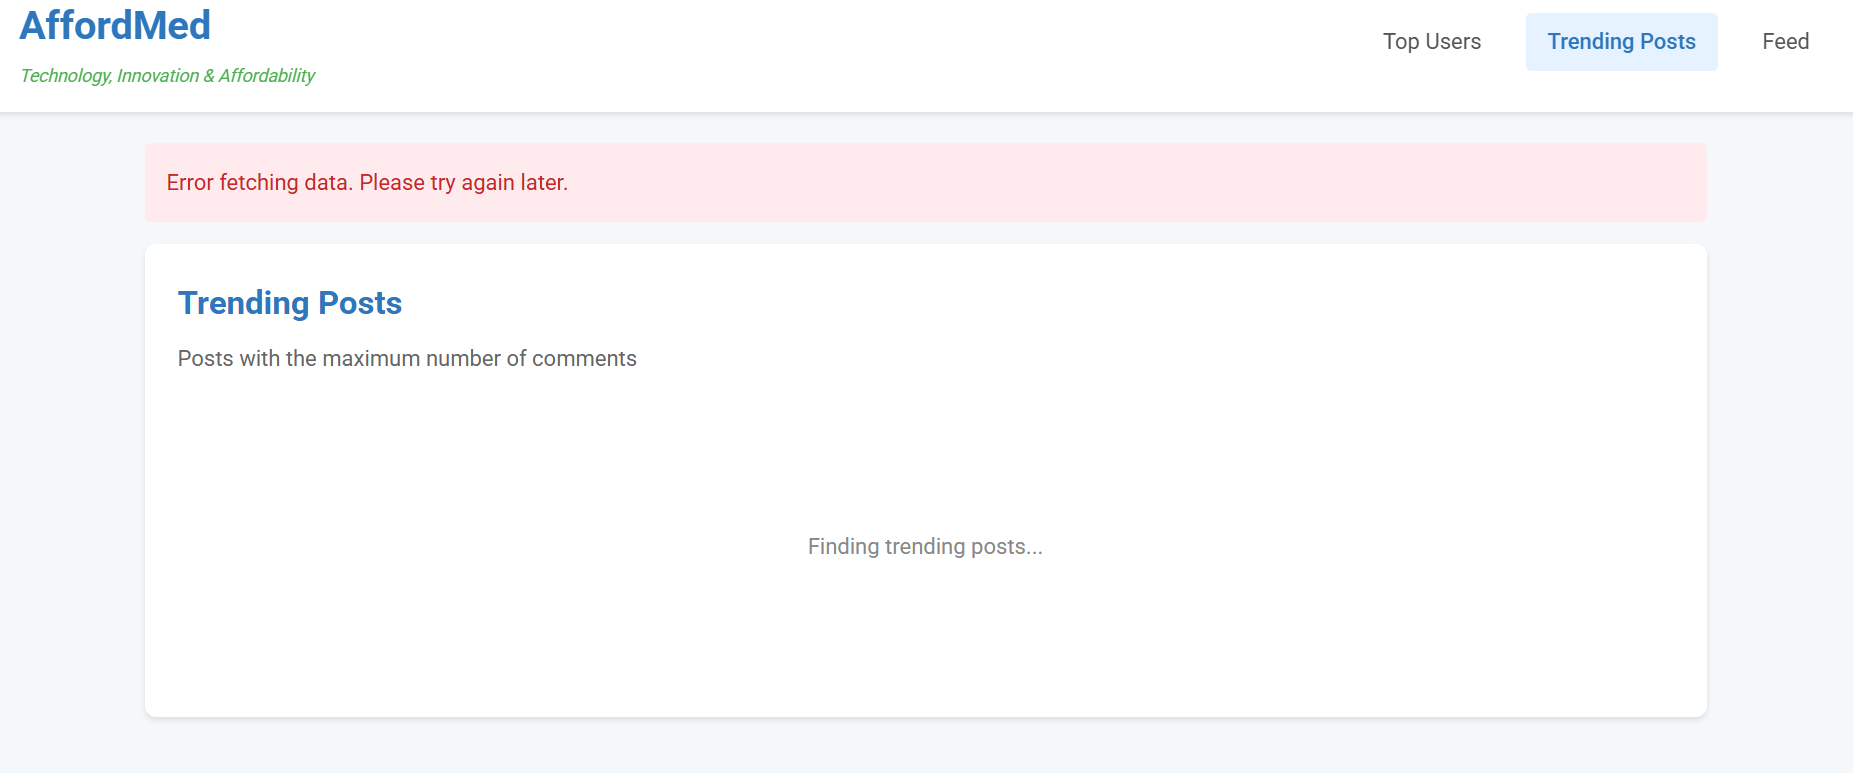 AffordMed
Technology, Innovation & Affordability
Top Users
Trending Posts
Feed
Error fetching data. Please try again later.
Trending Posts
Posts with the maximum number of comments
Finding trending posts...